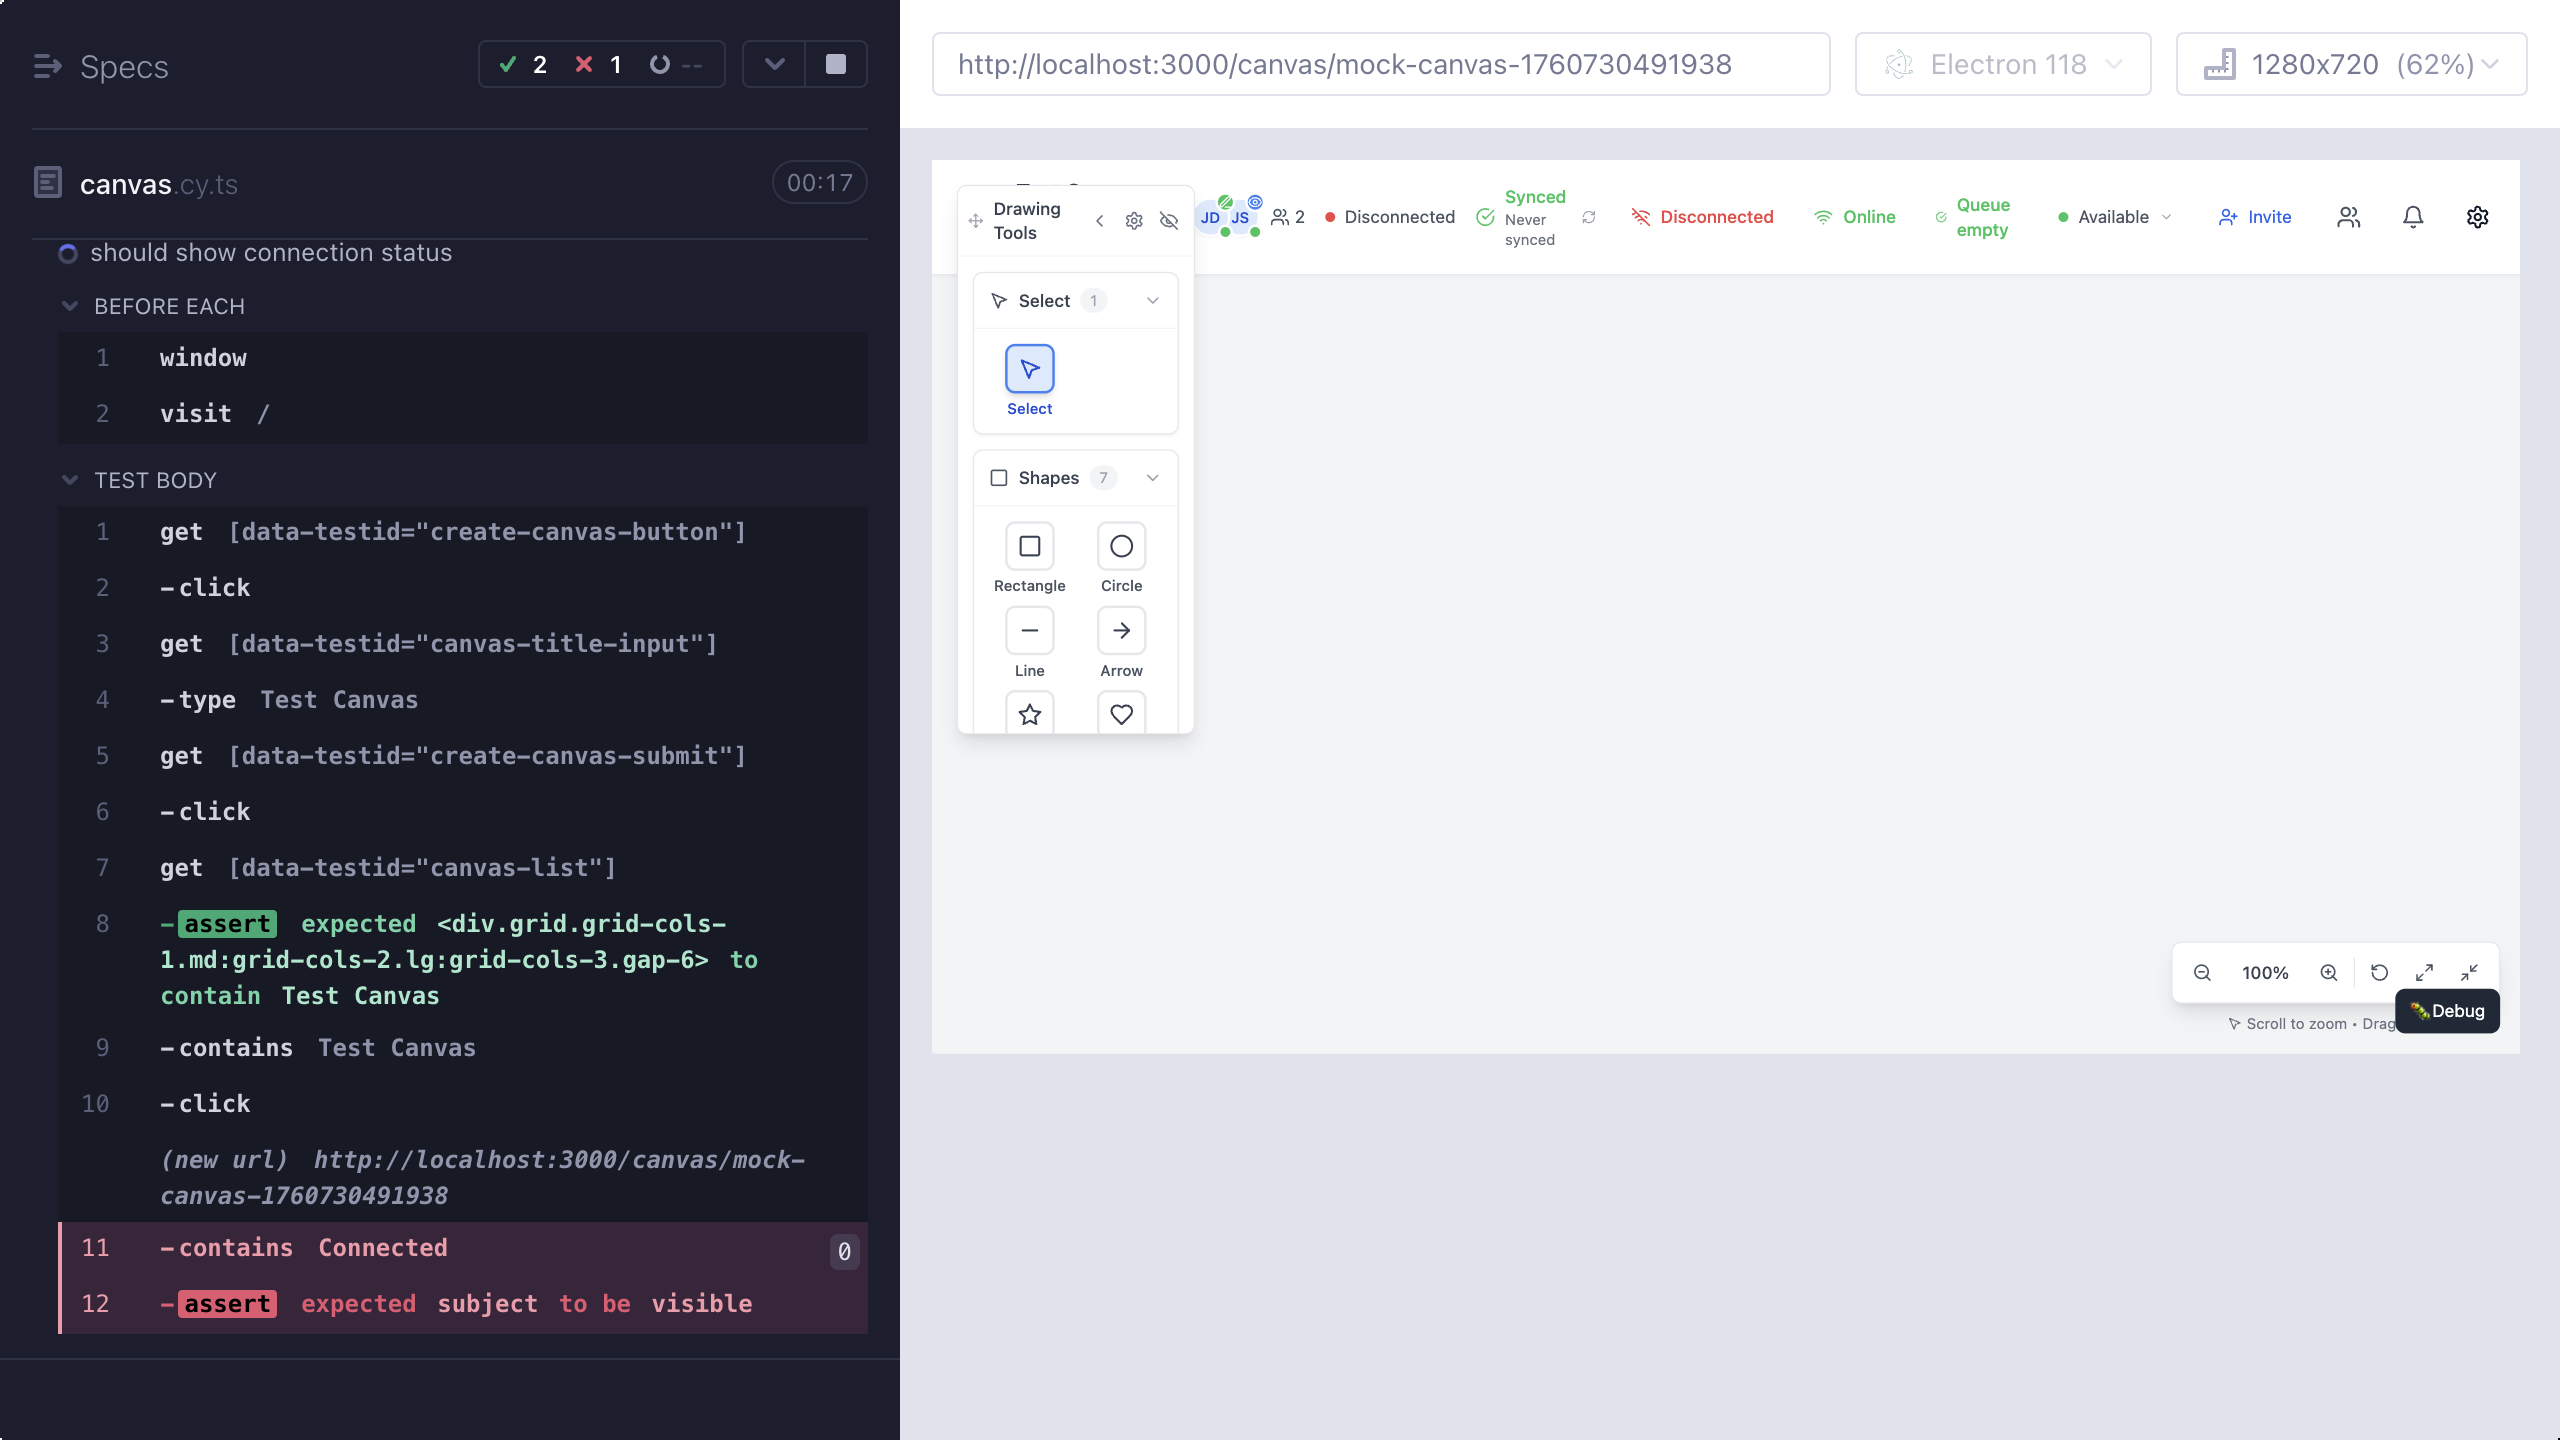 Specs
2 1 --
canvas.cy.ts 00:17
should show connection status
BEFORE EACH
1 window
2 visit /
TEST BODY
1 get [data-testid="create-canvas-button"]
2 -click
3 get [data-testid="canvas-title-input"]
4 -type Test Canvas
5 get [data-testid="create-canvas-submit"]
6 -click
7 get [data-testid="canvas-list"]
8 -assert expected <div.grid.grid-cols-
1.md:grid-cols-2.lg:grid-cols-3.gap-6> to
contain Test Canvas
9 -contains Test Canvas
10 -click
(new url) http://localhost:3000/canvas/mock-
canvas-1760730491938
11 -contains Connected 0
12 -assert expected subject to be visible
http://localhost:3000/canvas/mock-canvas-1760730491938
Electron 118
1280x720 (62%)
Drawing
Tools
JD JS 2
Disconnected
Synced
Never
synced
Disconnected
Online
Queue
empty
Available
Invite
Select 1
Select
Shapes 7
Rectangle Circle
Line Arrow
100%
Scroll to zoom • Drag
Debug